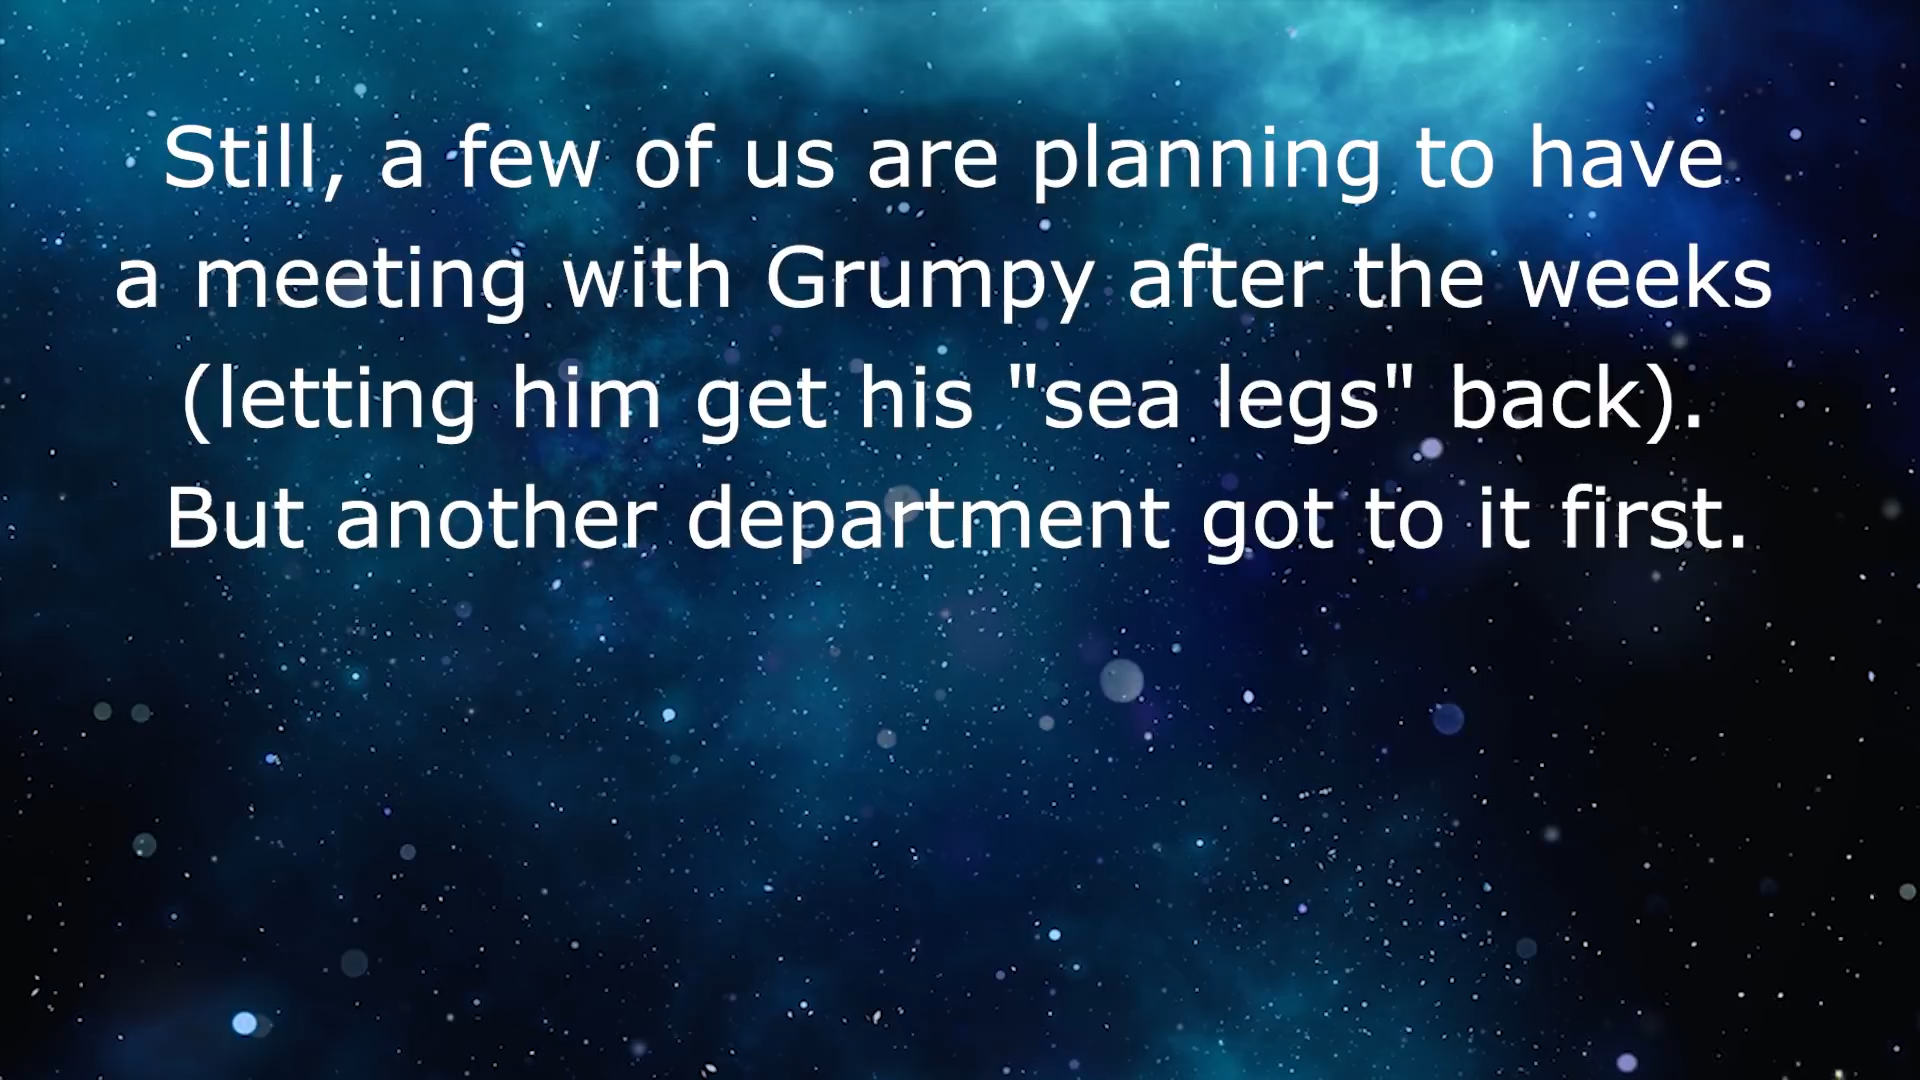 Still, a few of us are planning to have
a meeting with Grumpy after the weeks
(letting him get his "sea legs" back).
But another department got to it first.